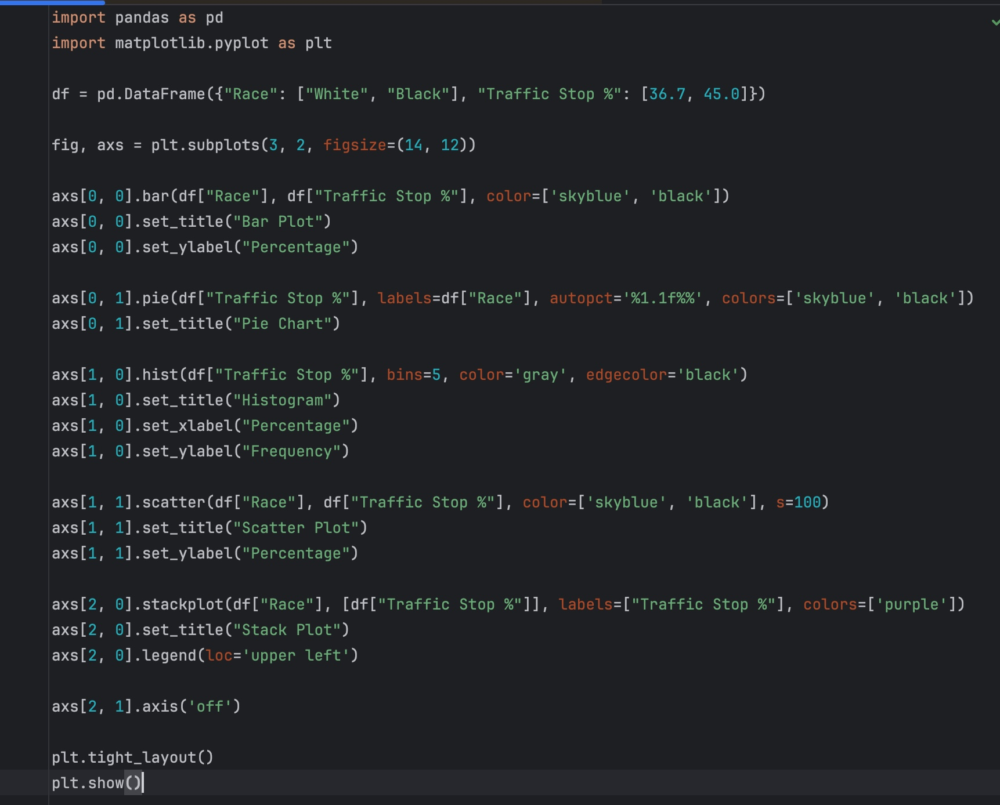 import pandas as pd
import matplotlib.pyplot as plt
df = pd.DataFrame({"Race": ["White", "Black"], "Traffic Stop %": [36.7, 45.0]})
fig, axs = plt.subplots(3, 2, figsize=(14, 12))
axs[0, 0].bar(df["Race"], df["Traffic Stop %"], color=['skyblue', 'black'])
axs[0, 0].set_title("Bar Plot")
axs[0, 0].set_ylabel("Percentage")
axs[0, 1].pie(df["Traffic Stop %"], labels=df["Race"], autopct='%1.1f%%', colors=['skyblue', 'black'])
axs[0, 1].set_title("Pie Chart")
axs[1, 0].hist(df["Traffic Stop %"], bins=5, color='gray', edgecolor='black')
axs[1, 0].set_title("Histogram")
axs[1, 0].set_xlabel("Percentage")
axs[1, 0].set_ylabel("Frequency")
axs[1, 1].scatter(df["Race"], df["Traffic Stop %"], color=['skyblue', 'black'], s=100)
axs[1, 1].set_title("Scatter Plot")
axs[1, 1].set_ylabel("Percentage")
axs[2, 0].stackplot(df["Race"], [df["Traffic Stop %"]], labels=["Traffic Stop %"], colors=['purple'])
axs[2, 0].set_title("Stack Plot")
axs[2, 0].legend(loc='upper left')
axs[2, 1].axis('off')
plt.tight_layout()
plt.show()